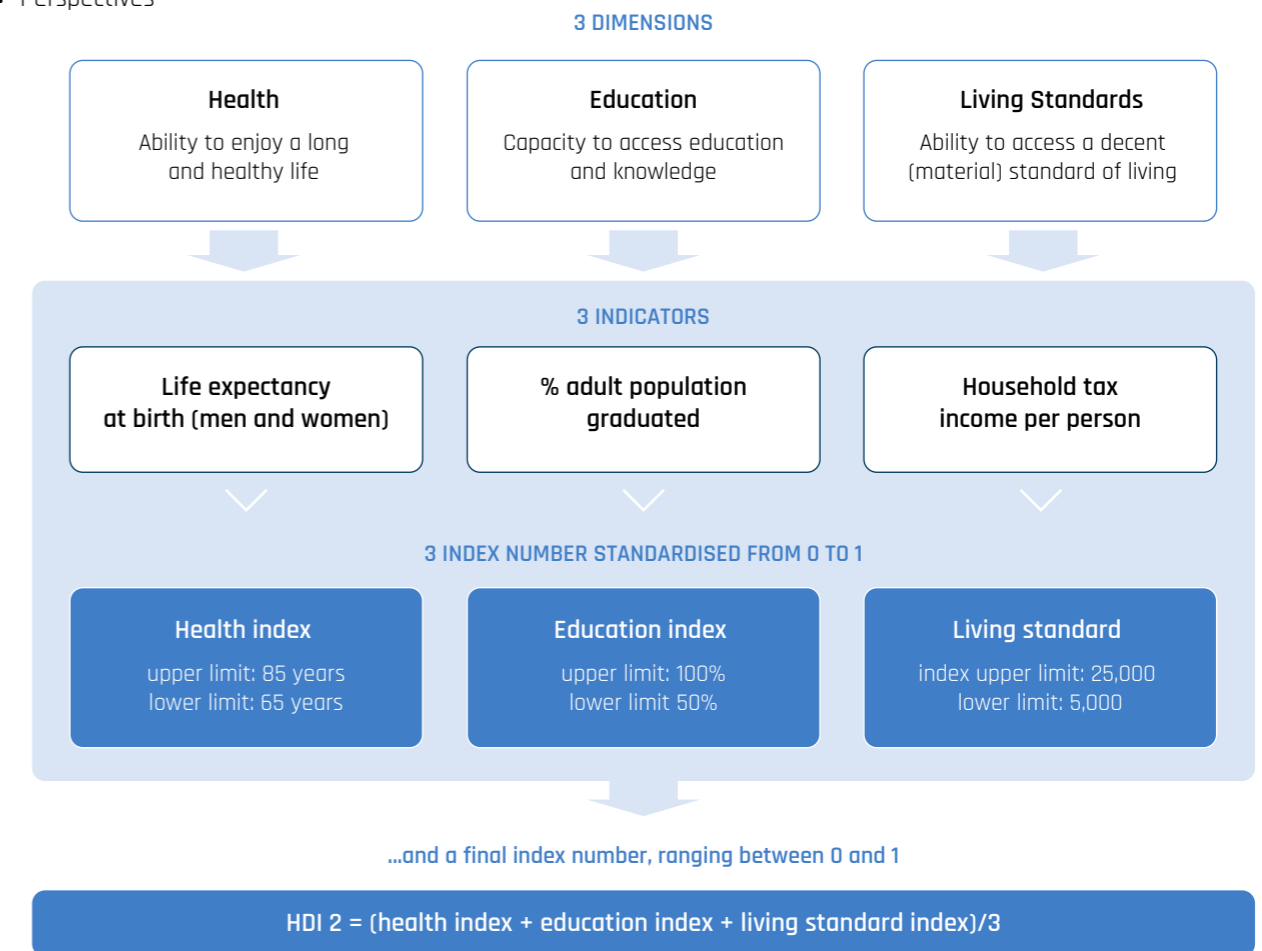 Perspectives
3 DIMENSIONS
Health
Ability to enjoy a long
and healthy life
Education
Capacity to access education
and knowledge
Living Standards
Ability to access a decent
(material) standard of living
3 INDICATORS
Life expectancy
at birth (men and women)
% adult population
graduated
Household tax
income per person
3 INDEX NUMBER STANDARDISED FROM 0 TO 1
Health index
upper limit: 85 years
lower limit: 65 years
Education index
upper limit: 100%
lower limit 50%
Living standard
index upper limit: 25,000
lower limit: 5,000
...and a final index number, ranging between 0 and 1
HDI 2 = (health index + education index + living standard index)/3